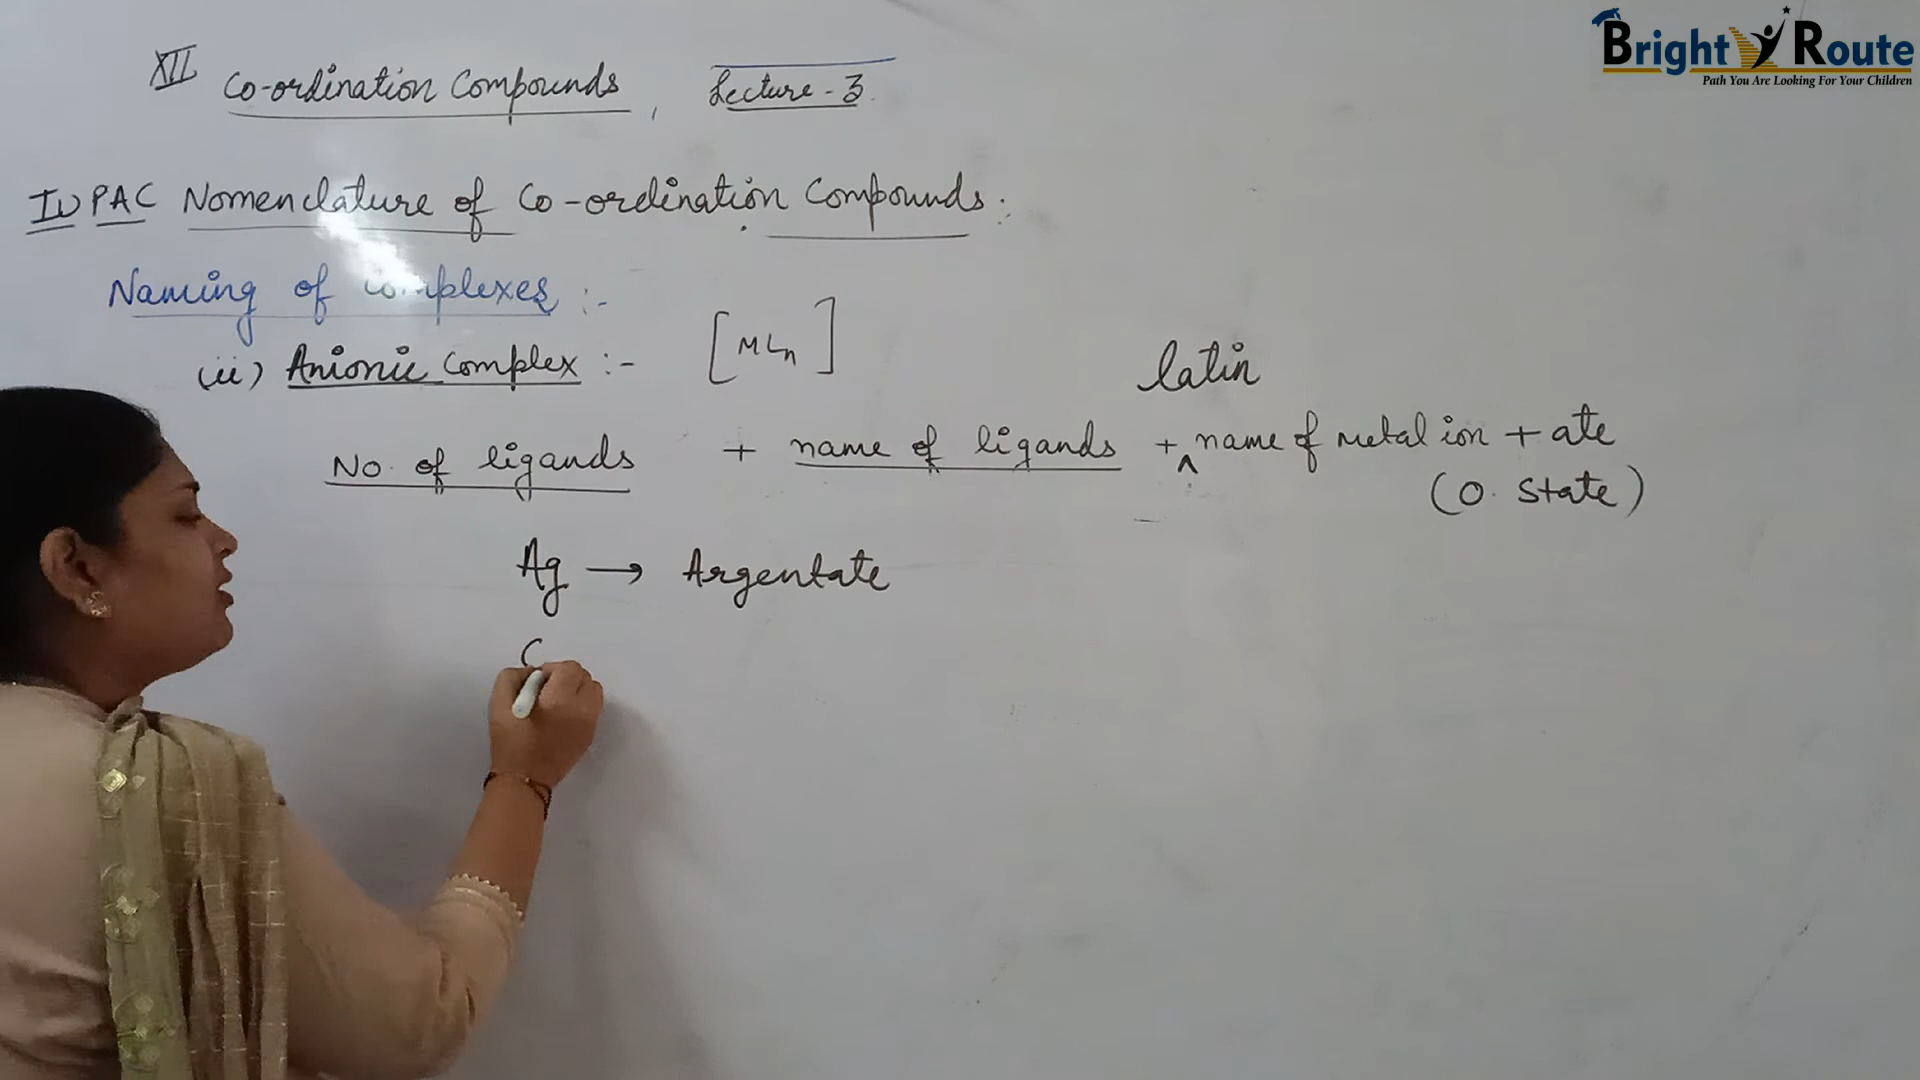 Bright Route
Path You Are Looking For Your Children
XII Co-ordination Compounds, Lecture - 3.
IUPAC Nomenclature of Co-ordination Compounds.
Naming of complexes :-
(ii) Anionic Complex :- [MLn]
latin
No. of ligands + name of ligands + ^ name of metal ion + ate
(O. State)
Ag → Argentate
C